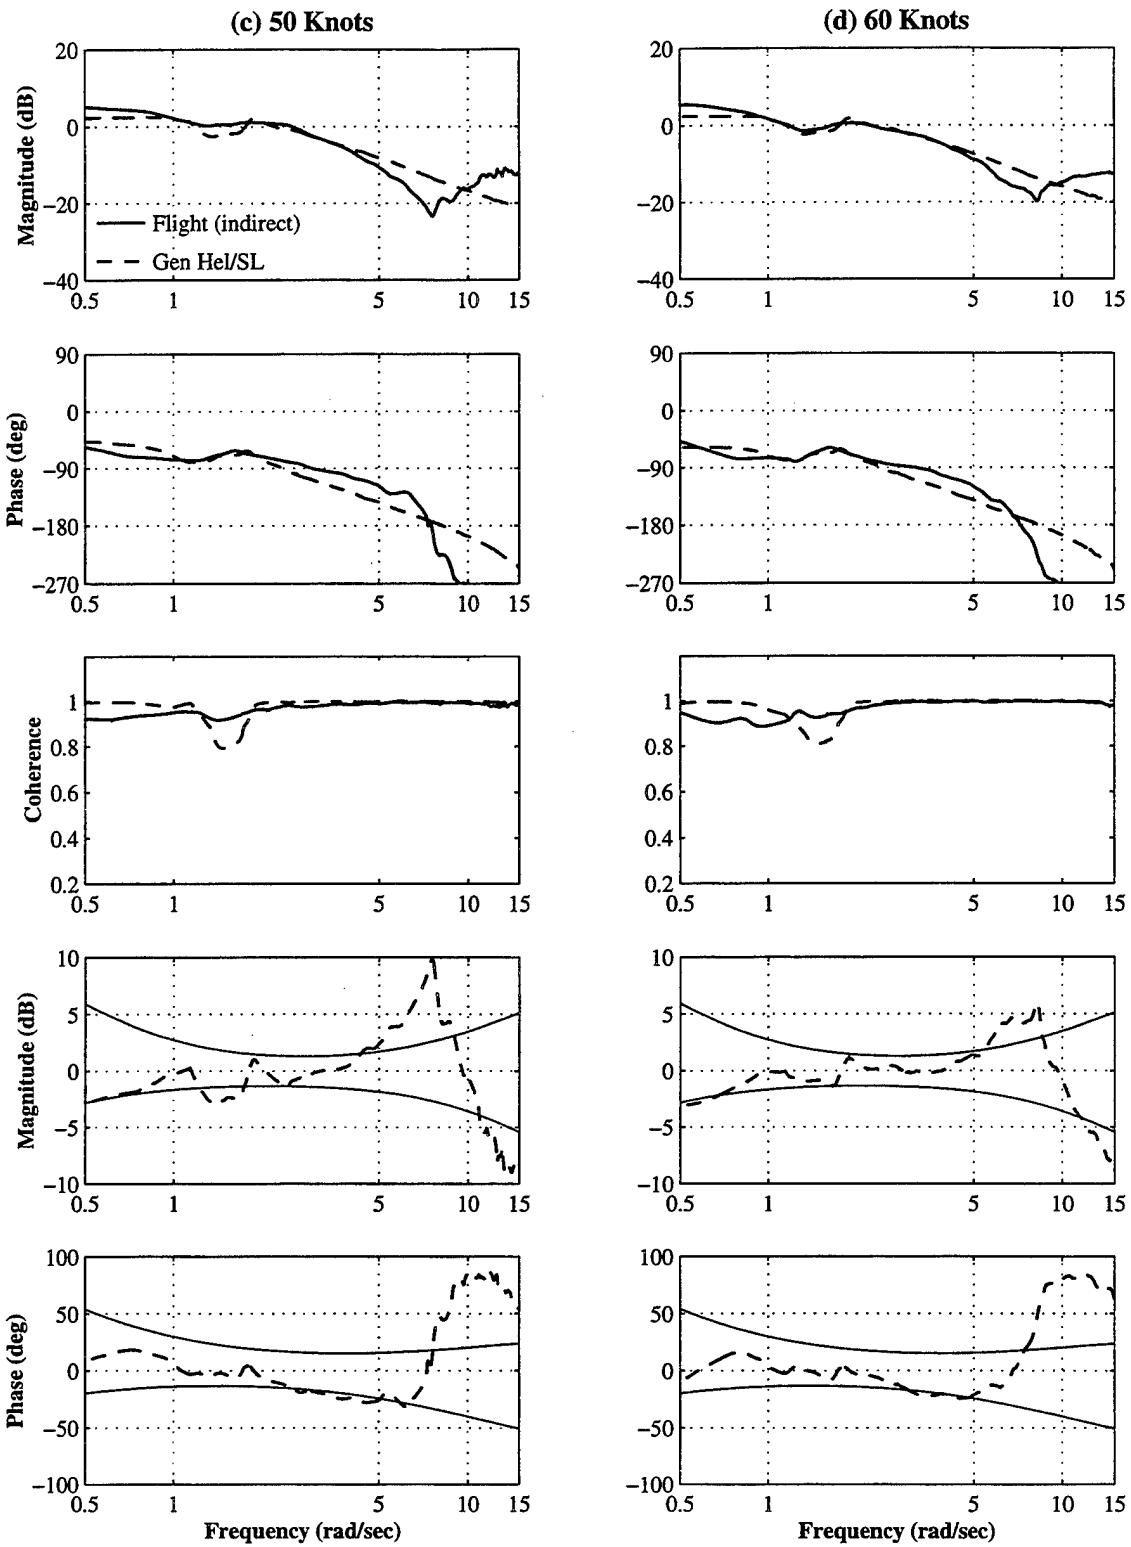 (c) 50 Knots
(d) 60 Knots
Magnitude (dB)
20
0
−20
−40
Flight (indirect)
Gen Hel/SL
0.5 1 5 10 15
20
0
−20
−40
0.5 1 5 10 15
Phase (deg)
90
0
−90
−180
−270
0.5 1 5 10 15
90
0
−90
−180
−270
0.5 1 5 10 15
Coherence
1
0.8
0.6
0.4
0.2
0.5 1 5 10 15
1
0.8
0.6
0.4
0.2
0.5 1 5 10 15
Magnitude (dB)
10
5
0
−5
−10
0.5 1 5 10 15
10
5
0
−5
−10
0.5 1 5 10 15
Phase (deg)
100
50
0
−50
−100
0.5 1 5 10 15
Frequency (rad/sec)
100
50
0
−50
−100
0.5 1 5 10 15
Frequency (rad/sec)